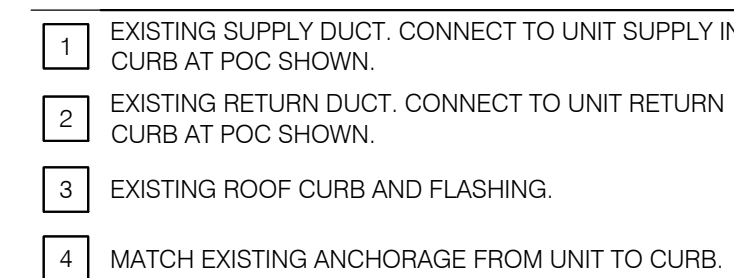 1 EXISTING SUPPLY DUCT. CONNECT TO UNIT SUPPLY IN
CURB AT POC SHOWN.
2 EXISTING RETURN DUCT. CONNECT TO UNIT RETURN
CURB AT POC SHOWN.
3 EXISTING ROOF CURB AND FLASHING.
4 MATCH EXISTING ANCHORAGE FROM UNIT TO CURB.